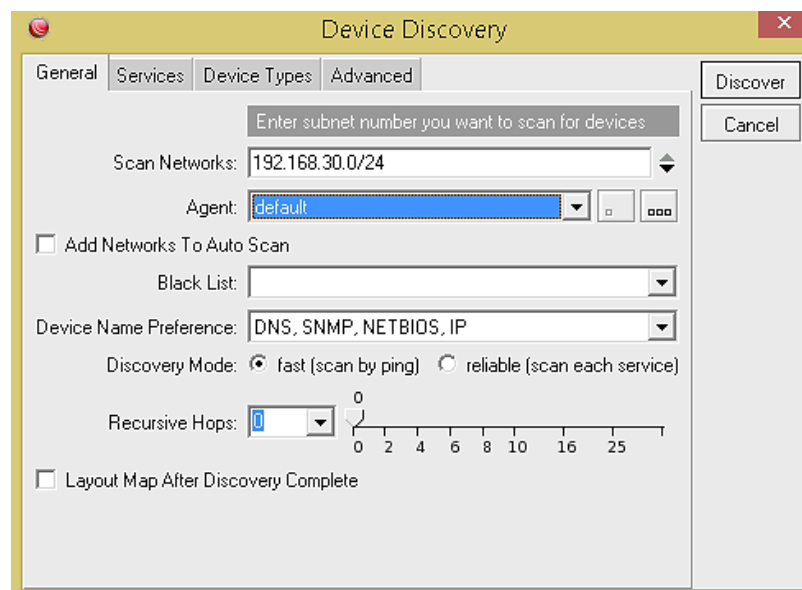 Device Discovery
General Services Device Types Advanced
Discover
Cancel
Enter subnet number you want to scan for devices
Scan Networks: 192.168.30.0/24
Agent: default
Add Networks To Auto Scan
Black List:
Device Name Preference: DNS, SNMP, NETBIOS, IP
Discovery Mode: fast (scan by ping) reliable (scan each service)
0
Recursive Hops: 0
0 2 4 6 8 10 16 25
Layout Map After Discovery Complete